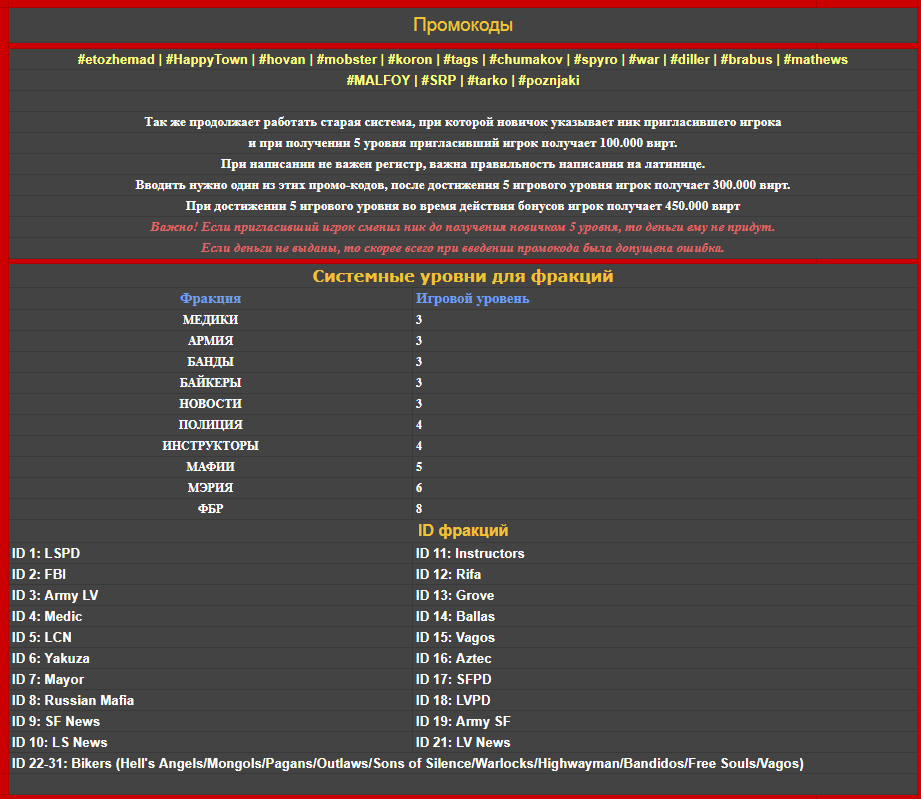 Промокоды
#etozhemad | #HappyTown | #hovan | #mobster | #koron | #tags | #chumakov | #spyro | #war | #diller | #brabus | #mathews
#MALFOY | #SRP | #tarko | #poznjaki
Так же продолжает работать старая система, при которой новичок указывает ник пригласившего игрока
и при получении 5 уровня пригласивший игрок получает 100.000 вирт.
При написании не важен регистр, важна правильность написания на латинице.
Вводить нужно один из этих промо-кодов, после достижения 5 игрового уровня игрок получает 300.000 вирт.
При достижении 5 игрового уровня во время действия бонусов игрок получает 450.000 вирт
Важно! Если пригласивший игрок сменил ник до получения новичком 5 уровня, то деньги ему не придут.
Если деньги не выданы, то скорее всего при введении промокода была допущена ошибка.
Системные уровни для фракций
Фракция Игровой уровень
МЕДИКИ 3
АРМИЯ 3
БАНДЫ 3
БАЙКЕРЫ 3
НОВОСТИ 3
ПОЛИЦИЯ 4
ИНСТРУКТОРЫ 4
МАФИИ 5
МЭРИЯ 6
ФБР 8
ID фракций
ID 1: LSPD ID 11: Instructors
ID 2: FBI ID 12: Rifa
ID 3: Army LV ID 13: Grove
ID 4: Medic ID 14: Ballas
ID 5: LCN ID 15: Vagos
ID 6: Yakuza ID 16: Aztec
ID 7: Mayor ID 17: SFPD
ID 8: Russian Mafia ID 18: LVPD
ID 9: SF News ID 19: Army SF
ID 10: LS News ID 21: LV News
ID 22-31: Bikers (Hell's Angels/Mongols/Pagans/Outlaws/Sons of Silence/Warlocks/Highwayman/Bandidos/Free Souls/Vagos)